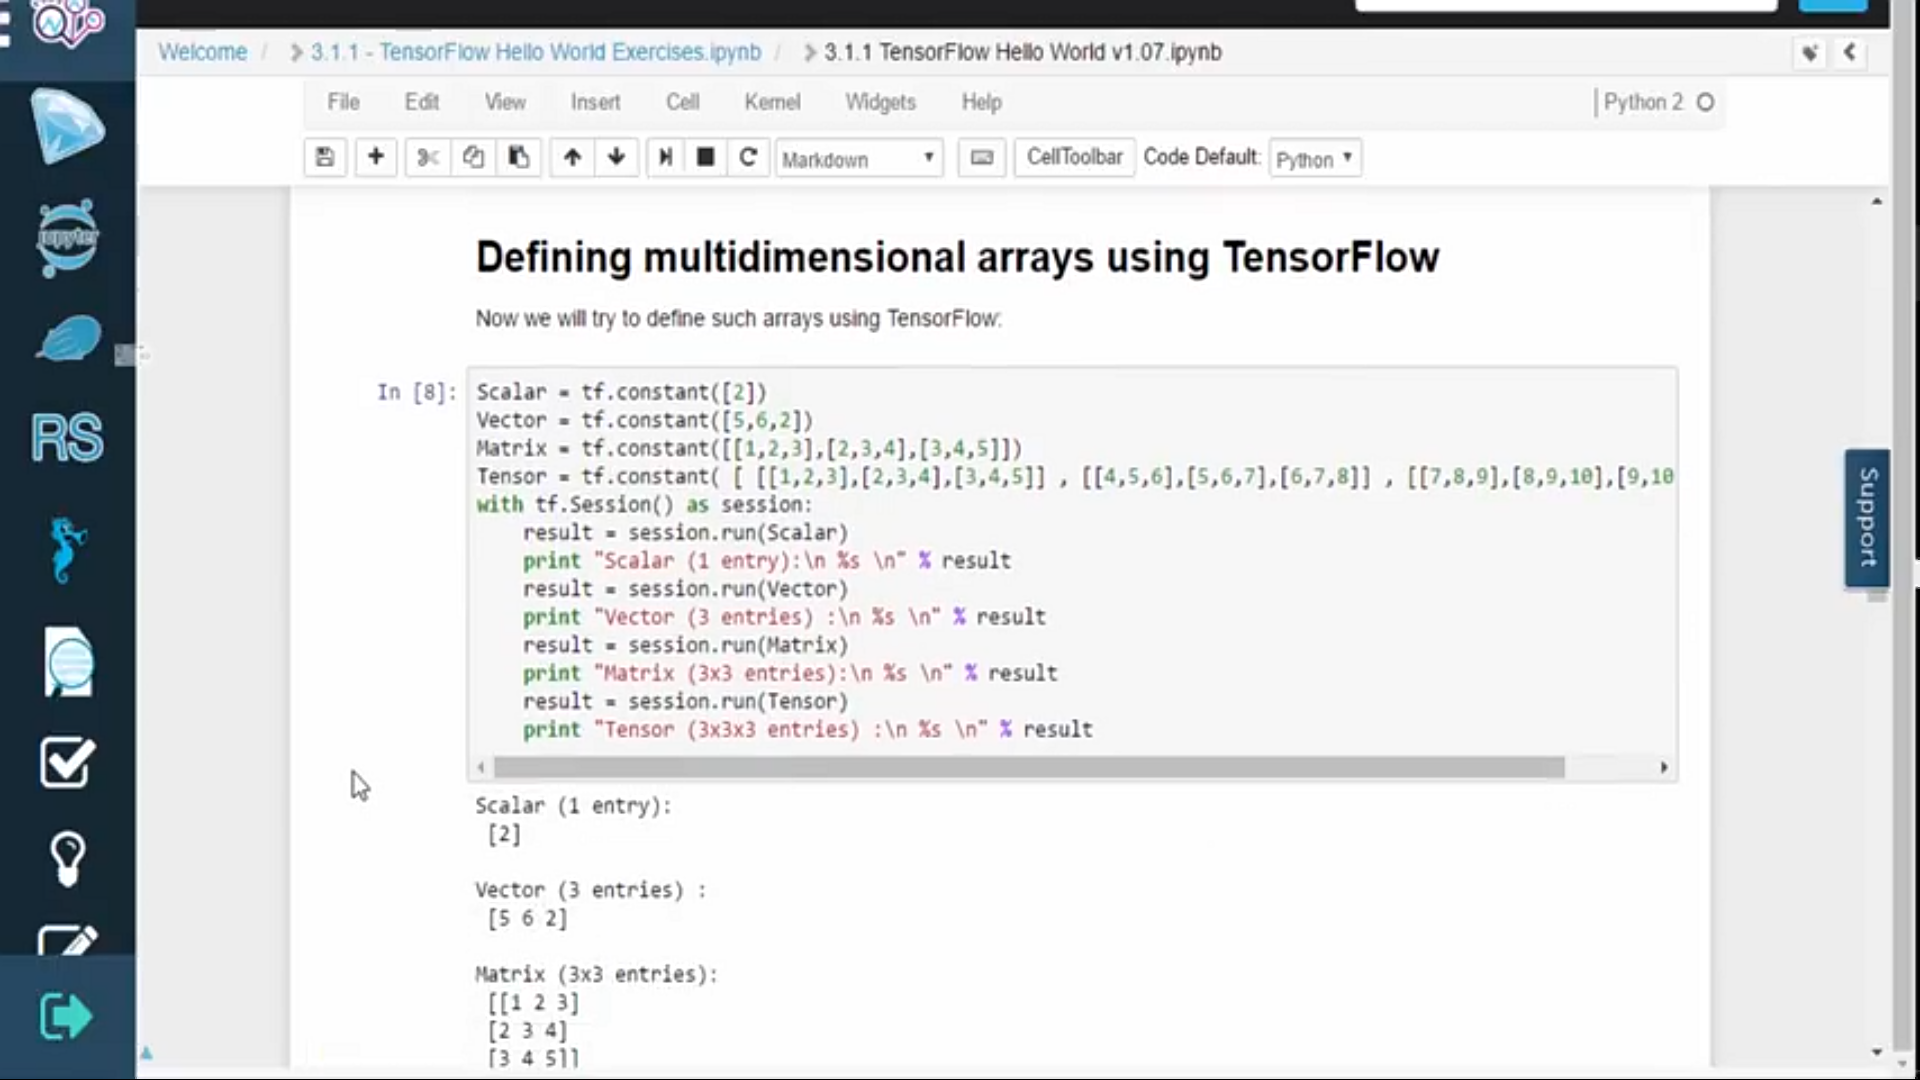 Welcome / > 3.1.1 - TensorFlow Hello World Exercises.ipynb / > 3.1.1 TensorFlow Hello World v1.07.ipynb
File Edit View Insert Cell Kernel Widgets Help Python 2
Markdown CellToolbar Code Default: Python
jupyter
RS
Support
Defining multidimensional arrays using TensorFlow
Now we will try to define such arrays using TensorFlow:
In [8]:
Scalar = tf.constant([2])
Vector = tf.constant([5,6,2])
Matrix = tf.constant([[1,2,3],[2,3,4],[3,4,5]])
Tensor = tf.constant( [ [[1,2,3],[2,3,4],[3,4,5]] , [[4,5,6],[5,6,7],[6,7,8]] , [[7,8,9],[8,9,10],[9,10
with tf.Session() as session:
    result = session.run(Scalar)
    print "Scalar (1 entry):\n %s \n" % result
    result = session.run(Vector)
    print "Vector (3 entries) :\n %s \n" % result
    result = session.run(Matrix)
    print "Matrix (3x3 entries):\n %s \n" % result
    result = session.run(Tensor)
    print "Tensor (3x3x3 entries) :\n %s \n" % result
Scalar (1 entry):
 [2]
Vector (3 entries) :
 [5 6 2]
Matrix (3x3 entries):
 [[1 2 3]
 [2 3 4]
 [3 4 5]]